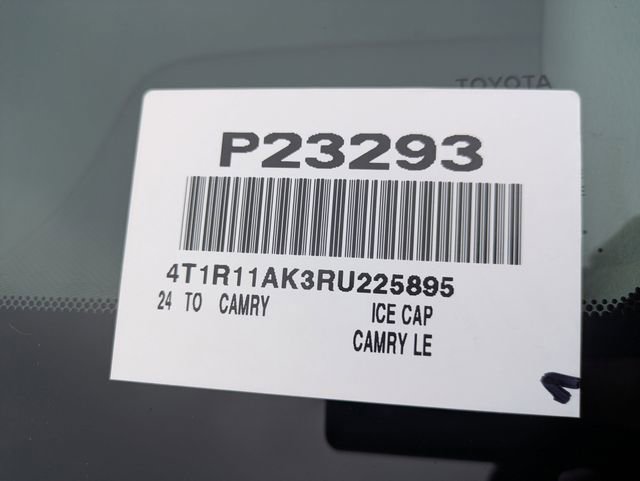 TOYOTA
P23293
4T1R11AK3RU225895
24 TO CAMRY ICE CAP
CAMRY LE